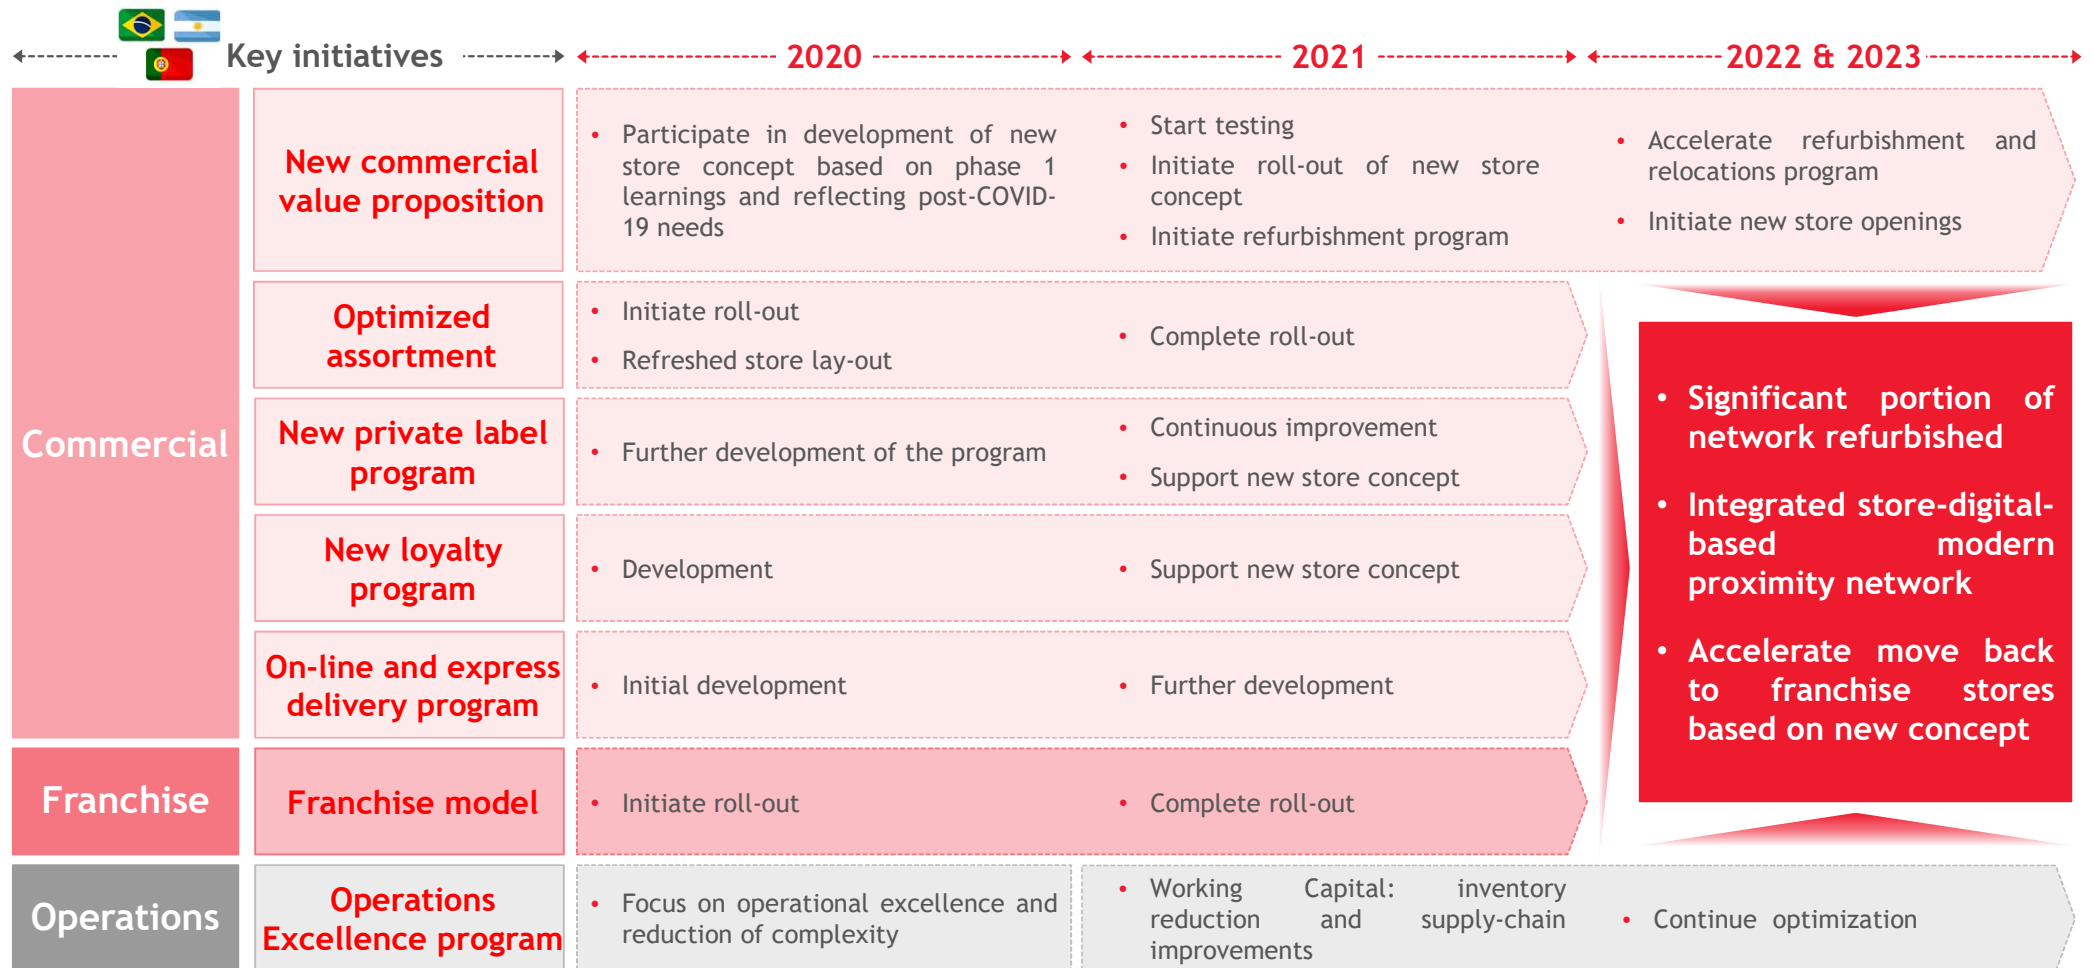 Key initiatives
2020
2021
2022 & 2023
Commercial
New commercial
value proposition
• Participate in development of new
store concept based on phase 1
learnings and reflecting post-COVID-
19 needs
• Start testing
• Initiate roll-out of new store
concept
• Initiate refurbishment program
• Accelerate refurbishment and
relocations program
• Initiate new store openings
Optimized
assortment
• Initiate roll-out
• Refreshed store lay-out
• Complete roll-out
New private label
program
• Further development of the program
• Continuous improvement
• Support new store concept
New loyalty
program
• Development
• Support new store concept
On-line and express
delivery program
• Initial development
• Further development
• Significant portion of
network refurbished
• Integrated store-digital-
based modern
proximity network
• Accelerate move back
to franchise stores
based on new concept
Franchise
Franchise model
• Initiate roll-out
• Complete roll-out
Operations
Operations
Excellence program
• Focus on operational excellence and
reduction of complexity
• Working Capital: inventory
reduction and supply-chain
improvements
• Continue optimization